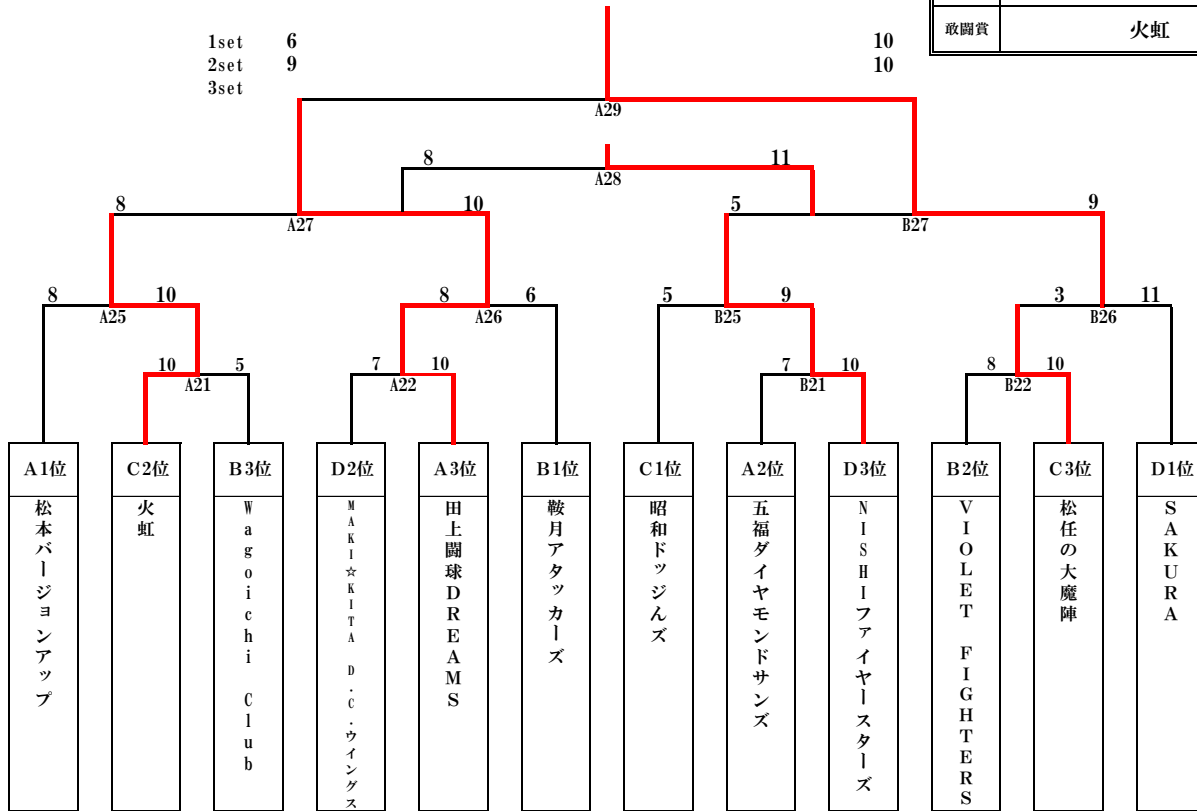 敢闘賞 火虹
1set 6 10
2set 9 10
3set
A29
8 11
A28
8 10 5 9
A27 B27
8 10 8 6 5 9 3 11
A25 A26 B25 B26
10 5 7 10 7 10 8 10
A21 A22 B21 B22
A1位 C2位 B3位 D2位 A3位 B1位 C1位 A2位 D3位 B2位 C3位 D1位
松本バージョンアップ
火虹
Wagoichi Club
MAKI☆KITA D.C.ウイングス
田上闘球DREAMS
鞍月アタッカーズ
昭和ドッジんズ
五福ダイヤモンドサンズ
NISHIファイヤースターズ
VIOLET FIGHTERS
松任の大魔陣
SAKURA